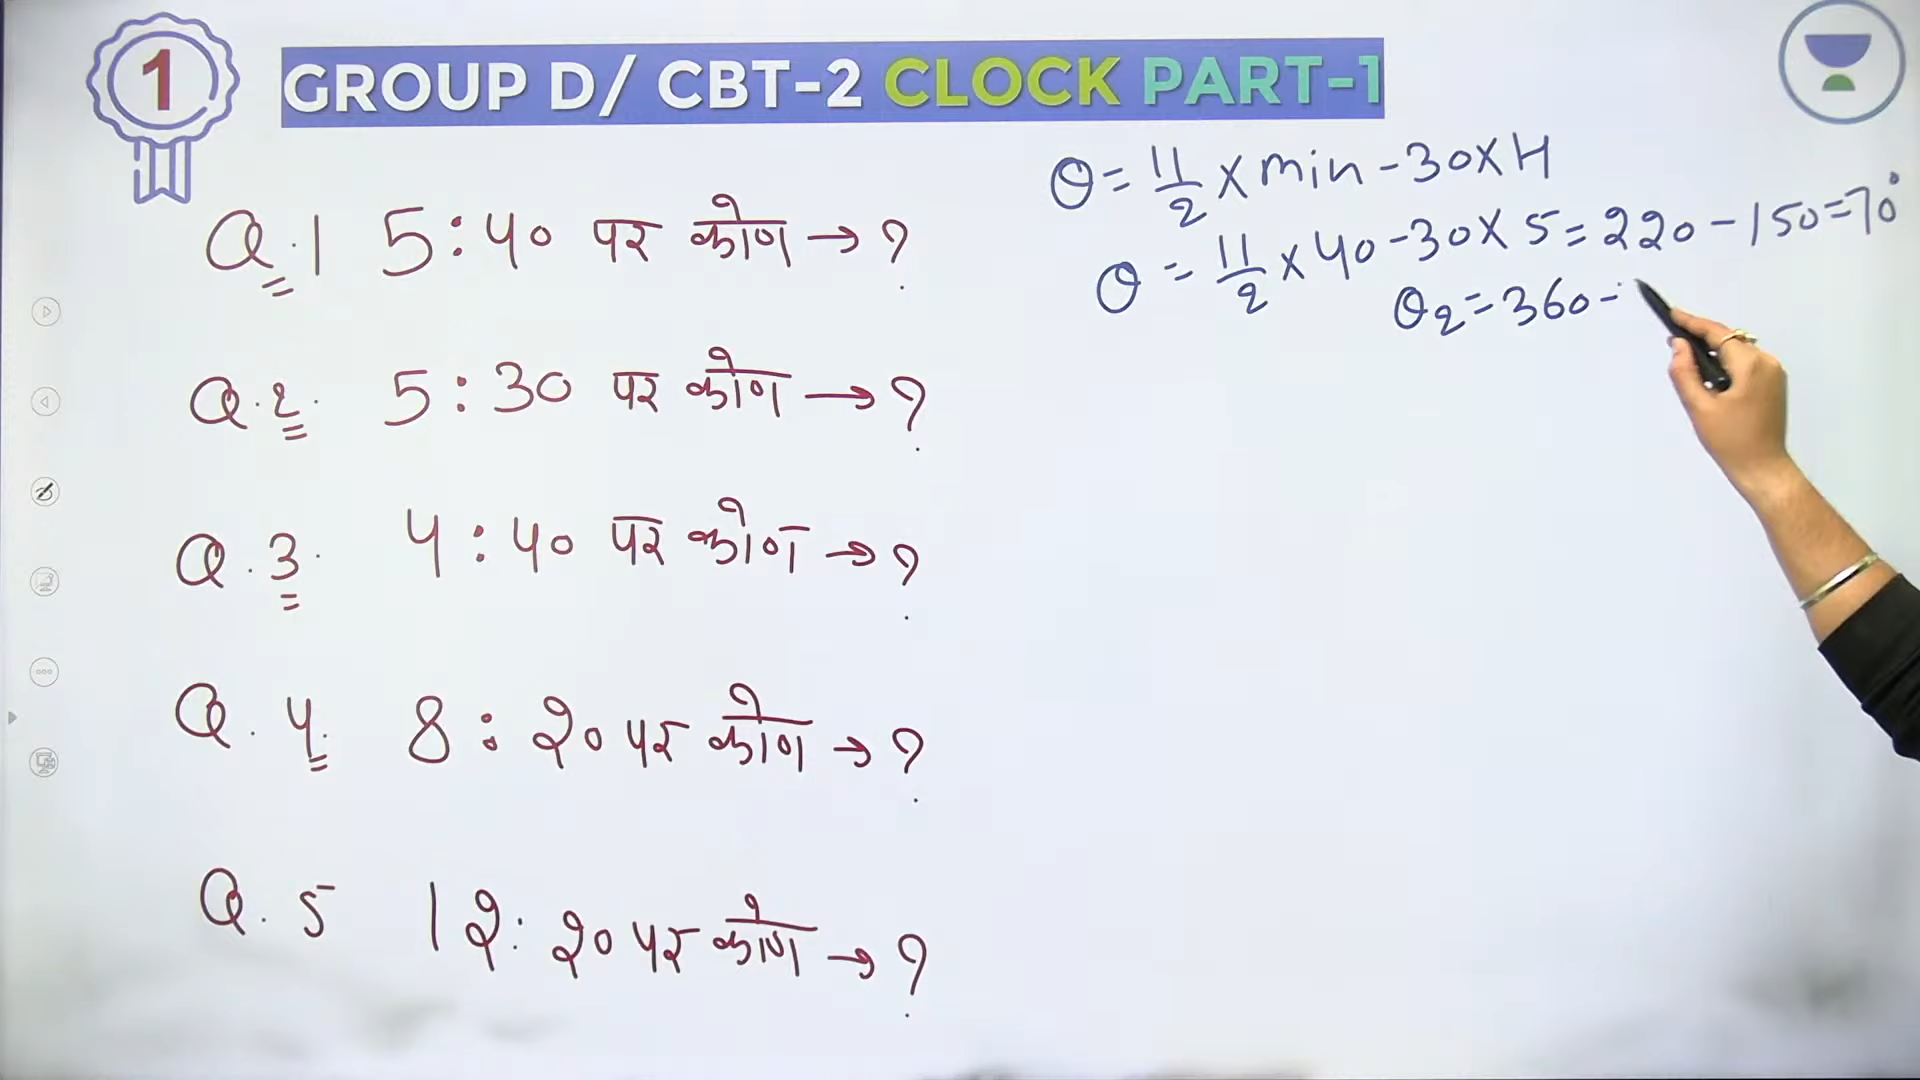 1
GROUP D/ CBT-2 CLOCK PART-1
θ = 11/2 × min - 30 × H
Q.1 5:40 पर कोण → ?
θ = 11/2 × 40 - 30 × 5 = 220 - 150 = 70°
θ2 = 360 -
Q.2. 5:30 पर कोण → ?
Q.3. 4:40 पर कोण → ?
Q.4. 8:20 पर कोण → ?
Q.5 12:20 पर कोण → ?